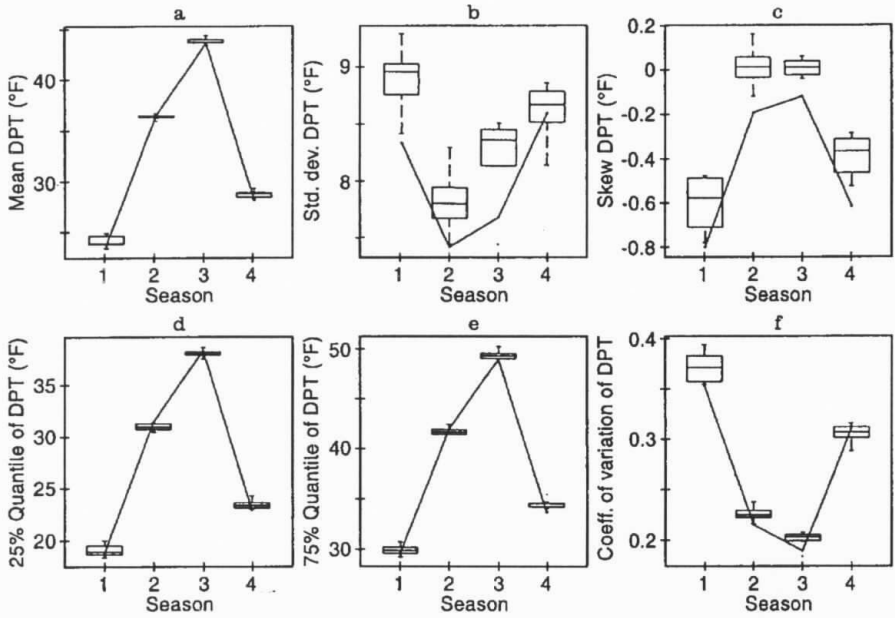 a
Mean DPT (°F)
40
30
1 2 3 4
Season
b
Std. dev. DPT (°F)
9
8
1 2 3 4
Season
c
Skew DPT (°F)
0.2
0
-0.2
-0.4
-0.6
-0.8
1 2 3 4
Season
d
25% Quantile of DPT (°F)
35
30
25
20
1 2 3 4
Season
e
75% Quantile of DPT (°F)
50
40
30
1 2 3 4
Season
f
Coeff. of variation of DPT
0.4
0.3
0.2
1 2 3 4
Season